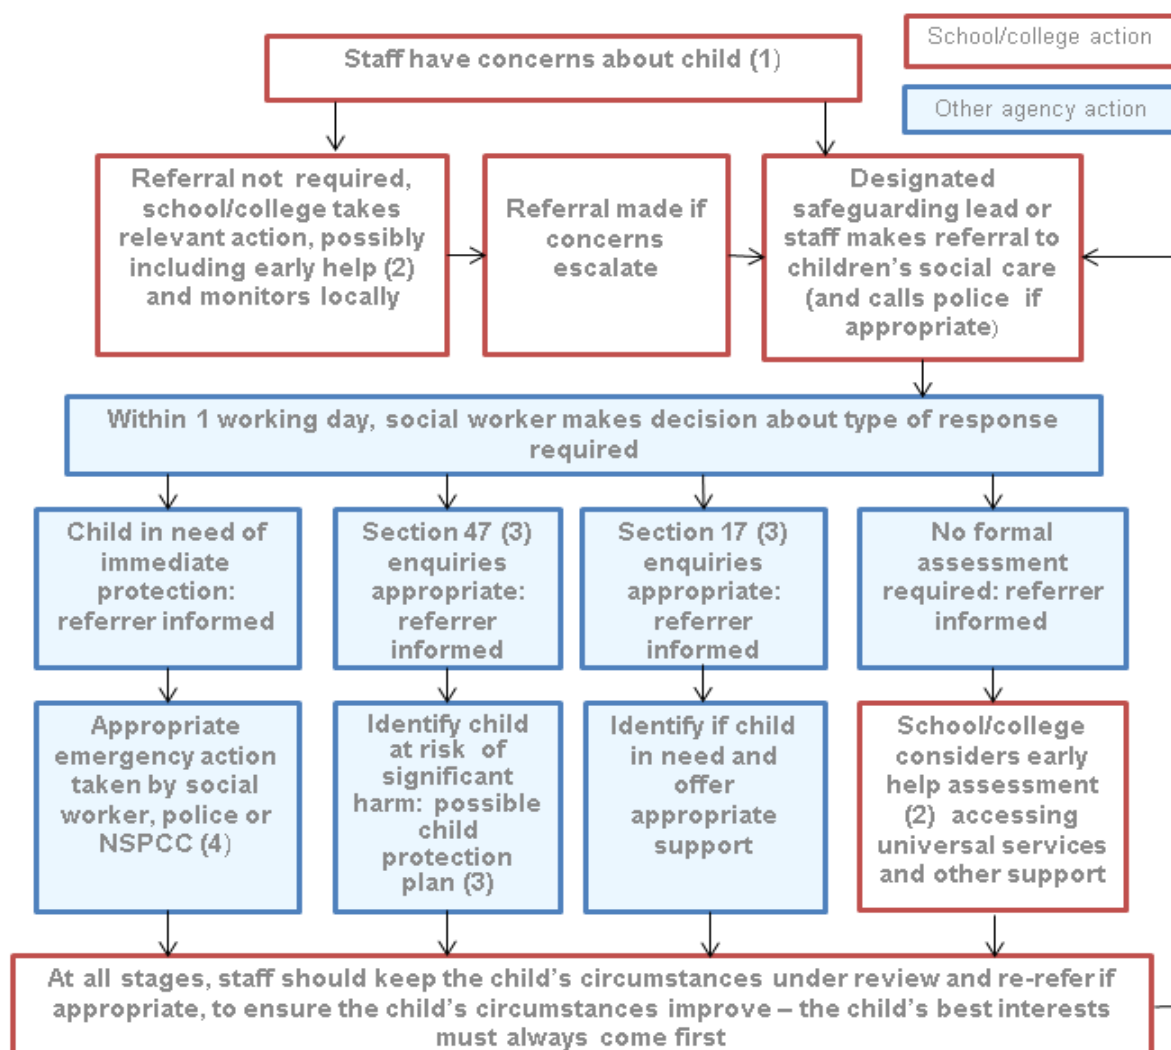 School/college action
Staff have concerns about child (1)
Other agency action
Referral not required,
school/college takes
relevant action, possibly
including early help (2)
and monitors locally
Referral made if
concerns
escalate
Designated
safeguarding lead or
staff makes referral to
children’s social care
(and calls police if
appropriate)
Within 1 working day, social worker makes decision about type of response
required
Child in need of
immediate
protection:
referrer informed
Section 47 (3)
enquiries
appropriate:
referrer
informed
Section 17 (3)
enquiries
appropriate:
referrer
informed
No formal
assessment
required: referrer
informed
Appropriate
emergency action
taken by social
worker, police or
NSPCC (4)
Identify child
at risk of
significant
harm: possible
child
protection
plan (3)
Identify if child
in need and
offer
appropriate
support
School/college
considers early
help assessment
(2) accessing
universal services
and other support
At all stages, staff should keep the child’s circumstances under review and re-refer if
appropriate, to ensure the child’s circumstances improve – the child’s best interests
must always come first